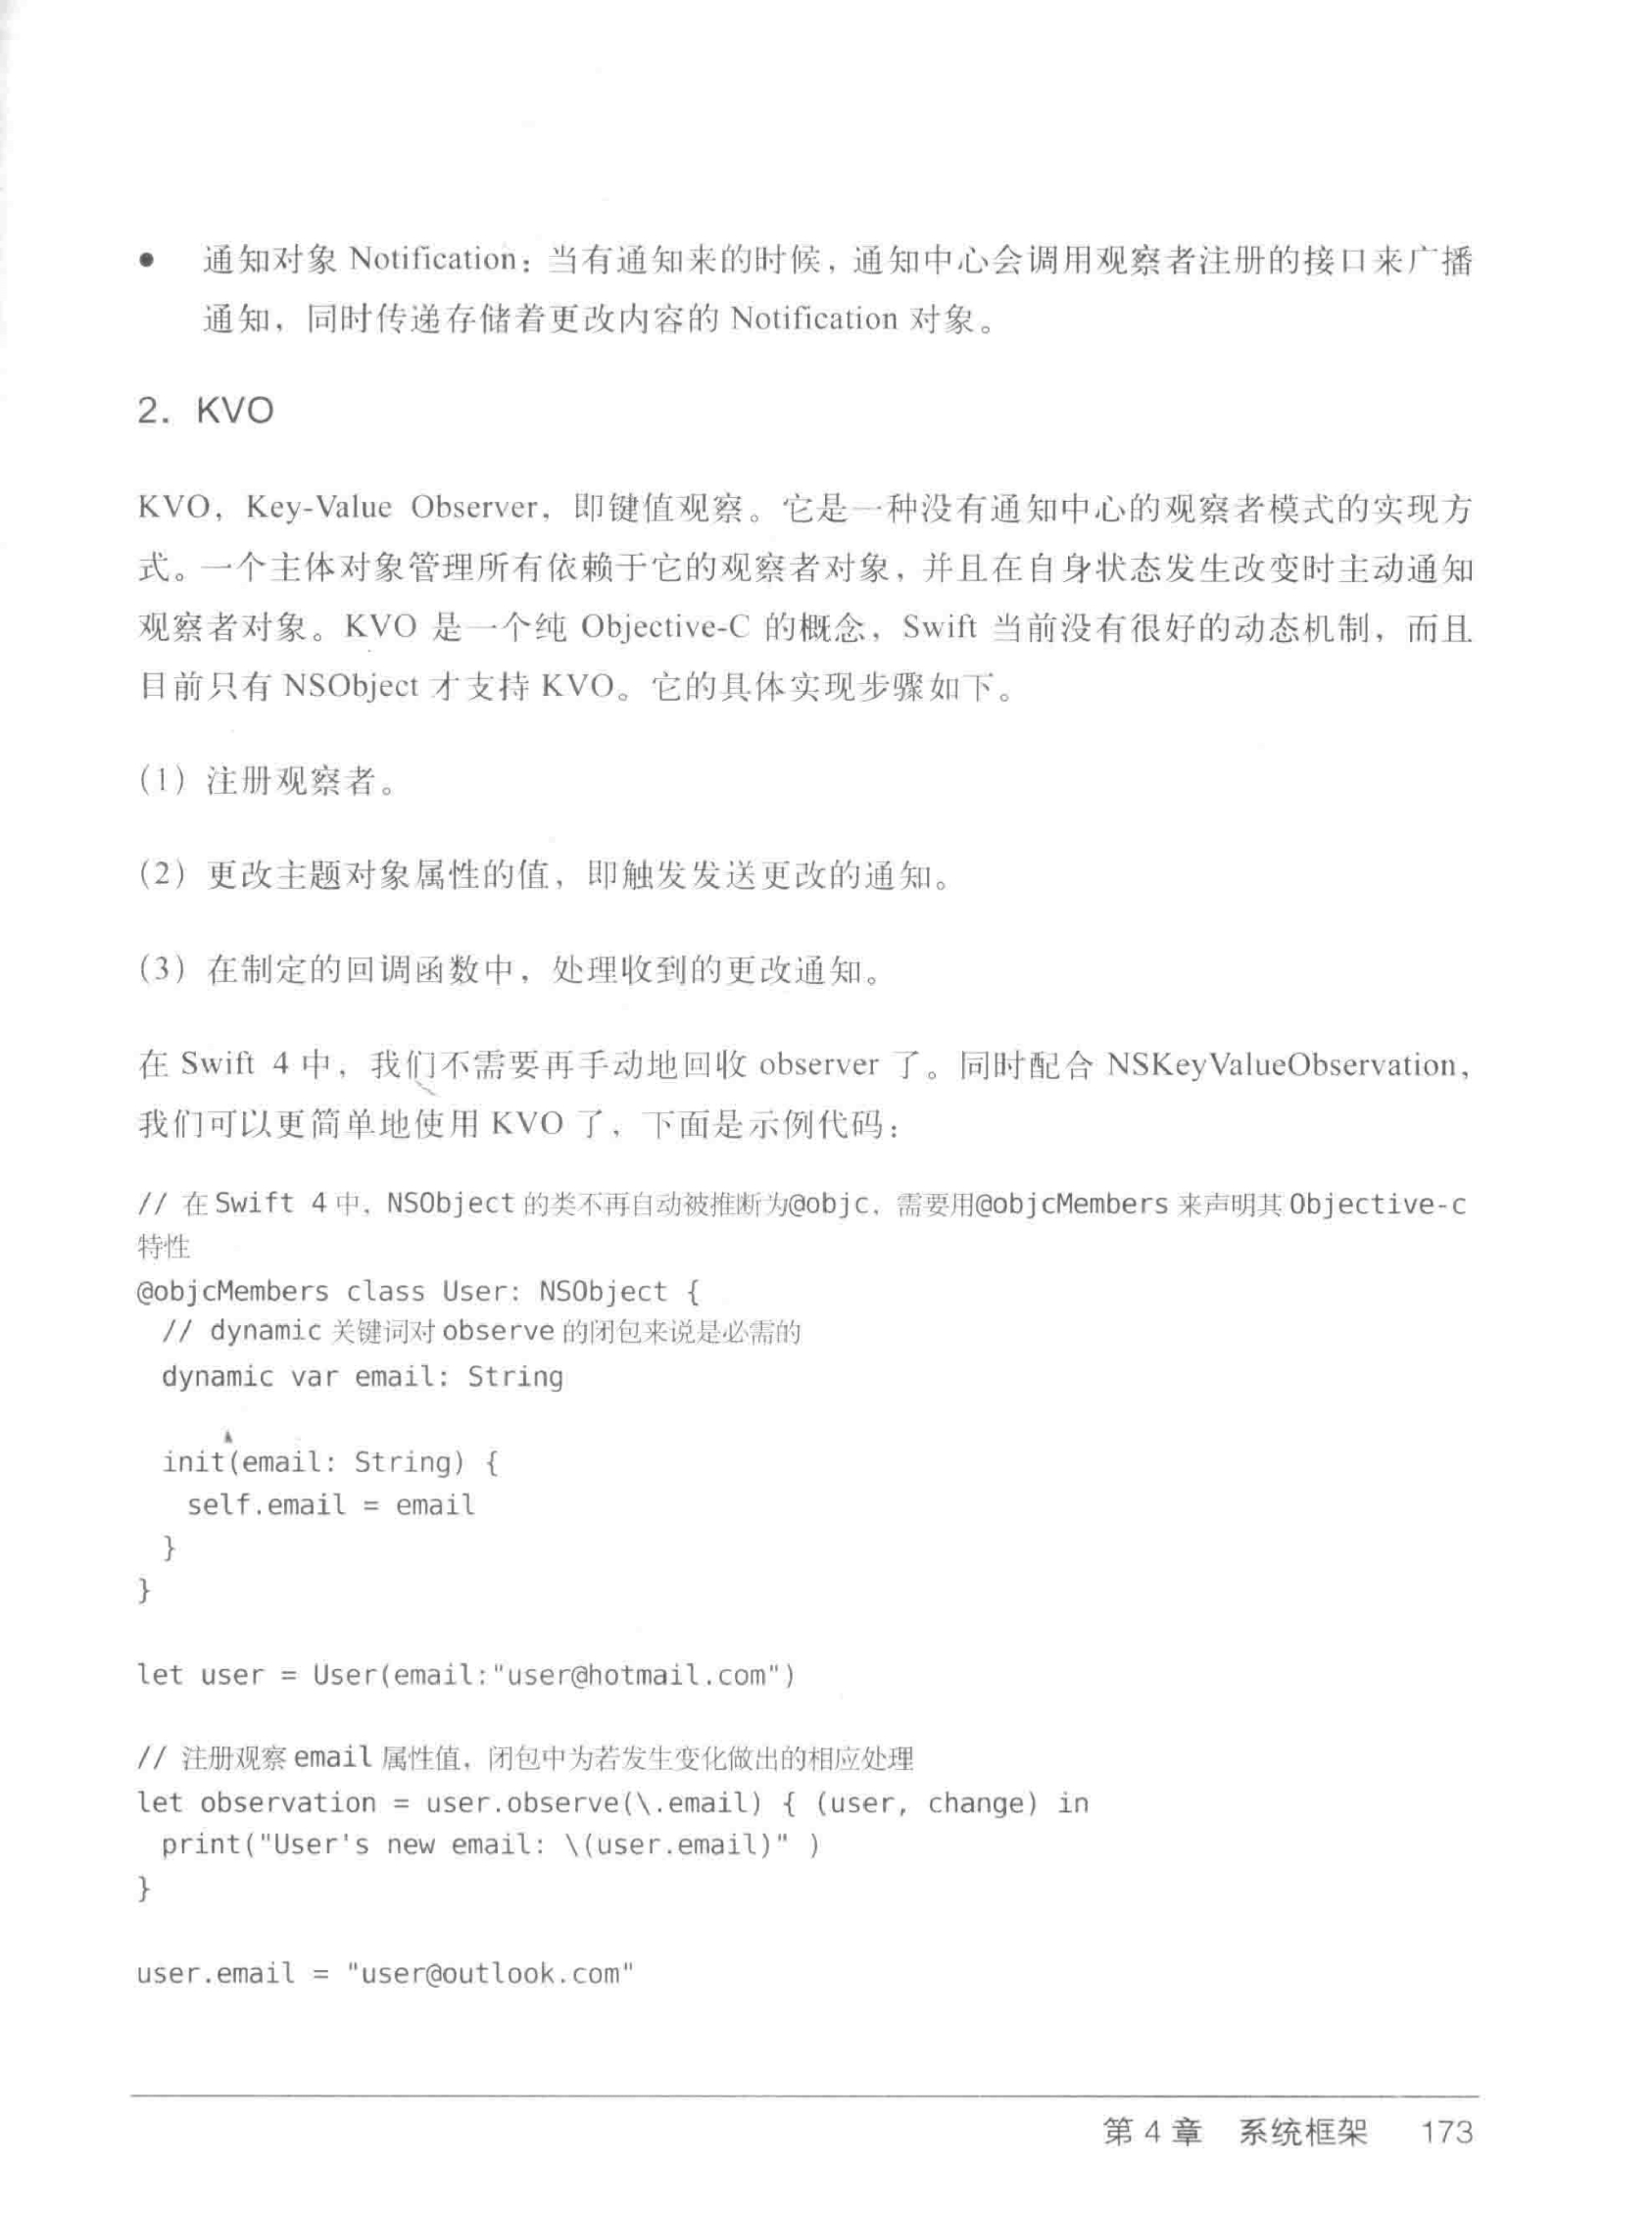 ● 通知对象 Notification：当有通知来的时候，通知中心会调用观察者注册的接口来广播
通知，同时传递存储着更改内容的 Notification 对象。
2. KVO
KVO，Key-Value Observer，即键值观察。它是一种没有通知中心的观察者模式的实现方
式。一个主体对象管理所有依赖于它的观察者对象，并且在自身状态发生改变时主动通知
观察者对象。KVO 是一个纯 Objective-C 的概念，Swift 当前没有很好的动态机制，而且
目前只有 NSObject 才支持 KVO。它的具体实现步骤如下。
（1）注册观察者。
（2）更改主题对象属性的值，即触发发送更改的通知。
（3）在制定的回调函数中，处理收到的更改通知。
在 Swift 4 中，我们不需要再手动地回收 observer 了。同时配合 NSKeyValueObservation，
我们可以更简单地使用 KVO 了，下面是示例代码：
// 在 Swift 4 中，NSObject 的类不再自动被推断为@objc，需要用@objcMembers 来声明其 Objective-c
特性
@objcMembers class User: NSObject {
// dynamic 关键词对 observe 的闭包来说是必需的
dynamic var email: String
init(email: String) {
self.email = email
}
}
let user = User(email:"user@hotmail.com")
// 注册观察 email 属性值，闭包中为若发生变化做出的相应处理
let observation = user.observe(\.email) { (user, change) in
print("User's new email: \(user.email)" )
}
user.email = "user@outlook.com"
第 4 章 系统框架 173